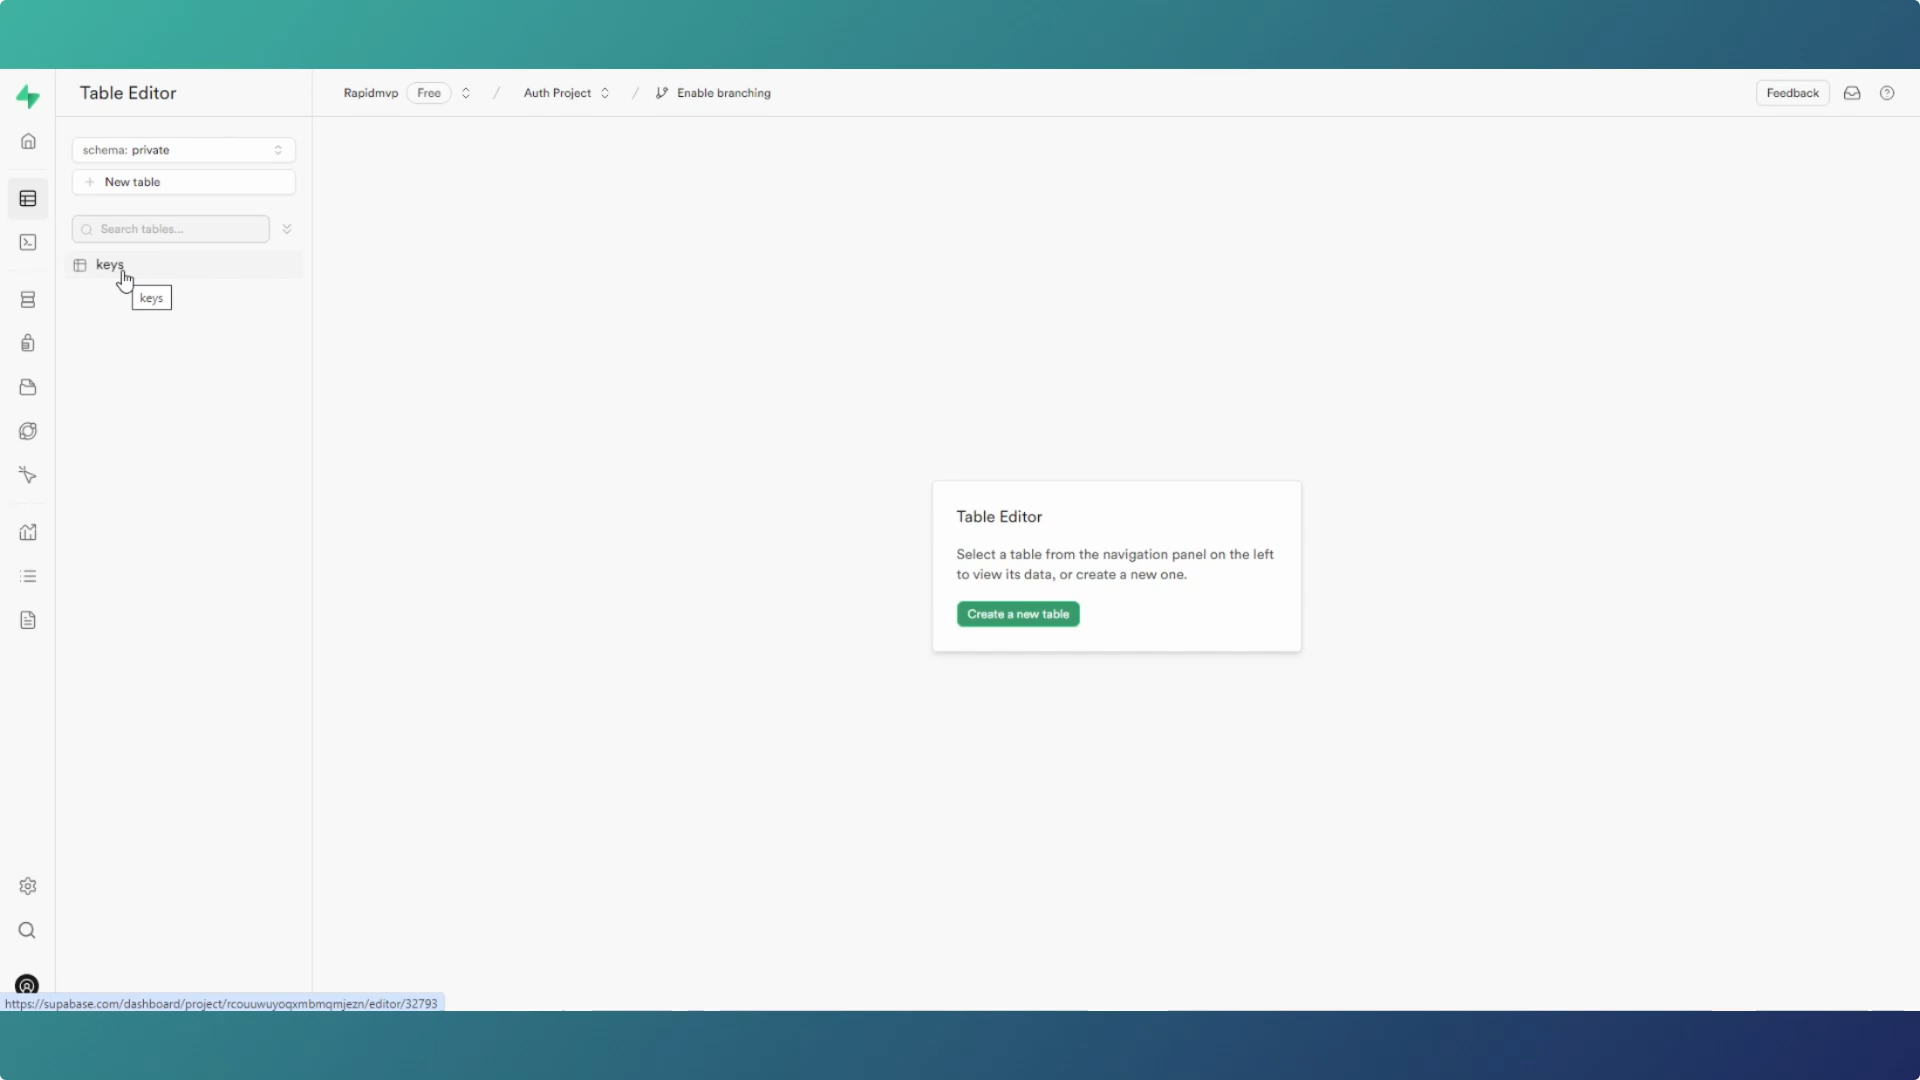 Table Editor
Rapidmvp Free / Auth Project / Enable branching
Feedback
schema: private
New table
Search tables...
keys
keys
Table Editor
Select a table from the navigation panel on the left
to view its data, or create a new one.
Create a new table
https://supabase.com/dashboard/project/rcouuwuyoqxmbmqmjezn/editor/32793